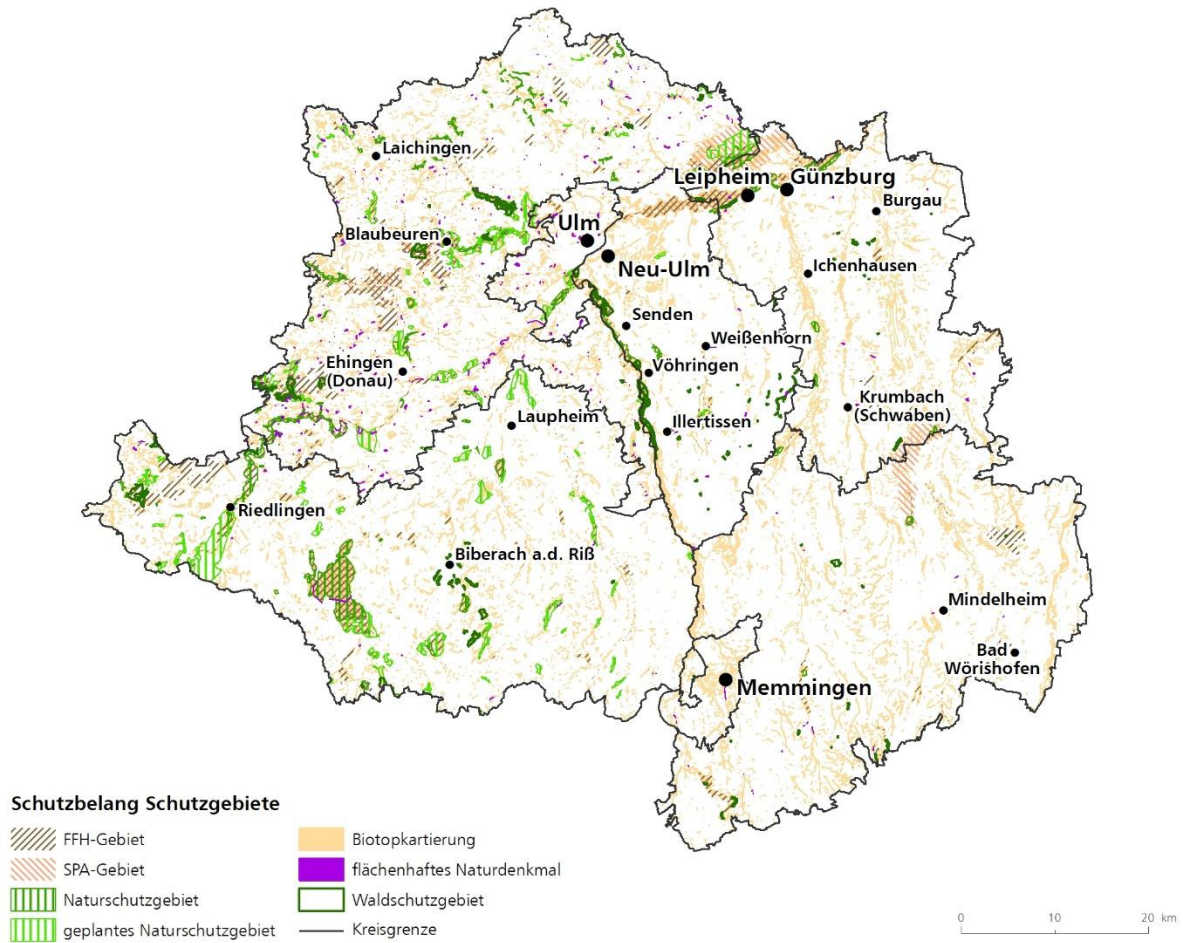 Laichingen
Leipheim
Günzburg
Burgau
Blaubeuren
Ulm
Neu-Ulm
Ichenhausen
Senden
Weißenhorn
Vöhringen
Ehingen
(Donau)
Krumbach
(Schwaben)
Laupheim
Illertissen
Riedlingen
Biberach a.d. Riß
Mindelheim
Bad
Wörishofen
Memmingen
Schutzbelang Schutzgebiete
FFH-Gebiet
SPA-Gebiet
Naturschutzgebiet
geplantes Naturschutzgebiet
Biotopkartierung
flächenhaftes Naturdenkmal
Waldschutzgebiet
Kreisgrenze
0 10 20 km